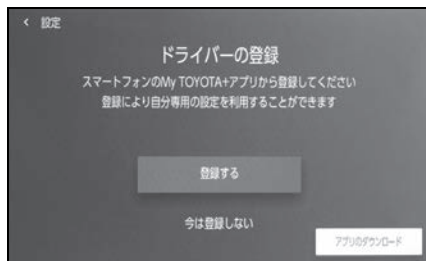 < 設定
ドライバーの登録
スマートフォンのMy TOYOTA+アプリから登録してください
登録により自分専用の設定を利用することができます
登録する
今は登録しない
アプリのダウンロード